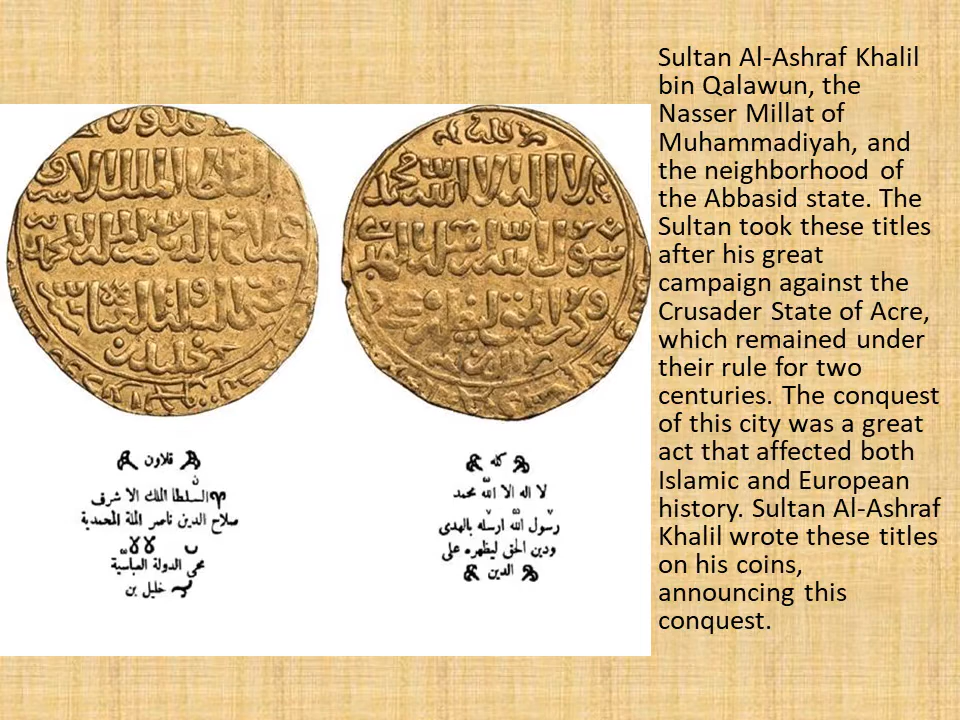 قلاون
السلطا الملك الا شرف
صلاح الدين ناصر الملة المحمدية
محى الدولة العباسّية
خليل بن
كله
لا اله الا اللّه محمد
رسول اللّه ارسله بالهدى
ودين الحق ليظهره على
الدين
Sultan Al-Ashraf Khalil
bin Qalawun, the
Nasser Millat of
Muhammadiyah, and
the neighborhood of
the Abbasid state. The
Sultan took these titles
after his great
campaign against the
Crusader State of Acre,
which remained under
their rule for two
centuries. The conquest
of this city was a great
act that affected both
Islamic and European
history. Sultan Al-Ashraf
Khalil wrote these titles
on his coins,
announcing this
conquest.